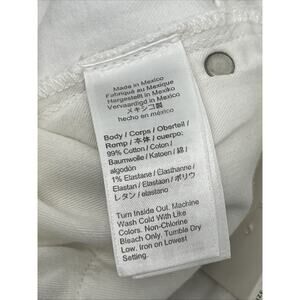 Made in Mexico
Fabriqué au Mexique
Hergestellt in Mexiko
Vervaardigd in Mexico
メキシコ製
hecho en méxico
Body / Corps / Oberteil /
Romp / 本体 / cuerpo:
99% Cotton / Coton /
Baumwolle / Katoen / 綿 /
algodón
1% Elastane / Élasthanne /
Elastan / Elastaan / ポリウ
レタン / elastano
Turn Inside Out. Machine
Wash Cold With Like
Colors. Non-Chlorine
Bleach Only. Tumble Dry
Low. Iron on Lowest
Setting.